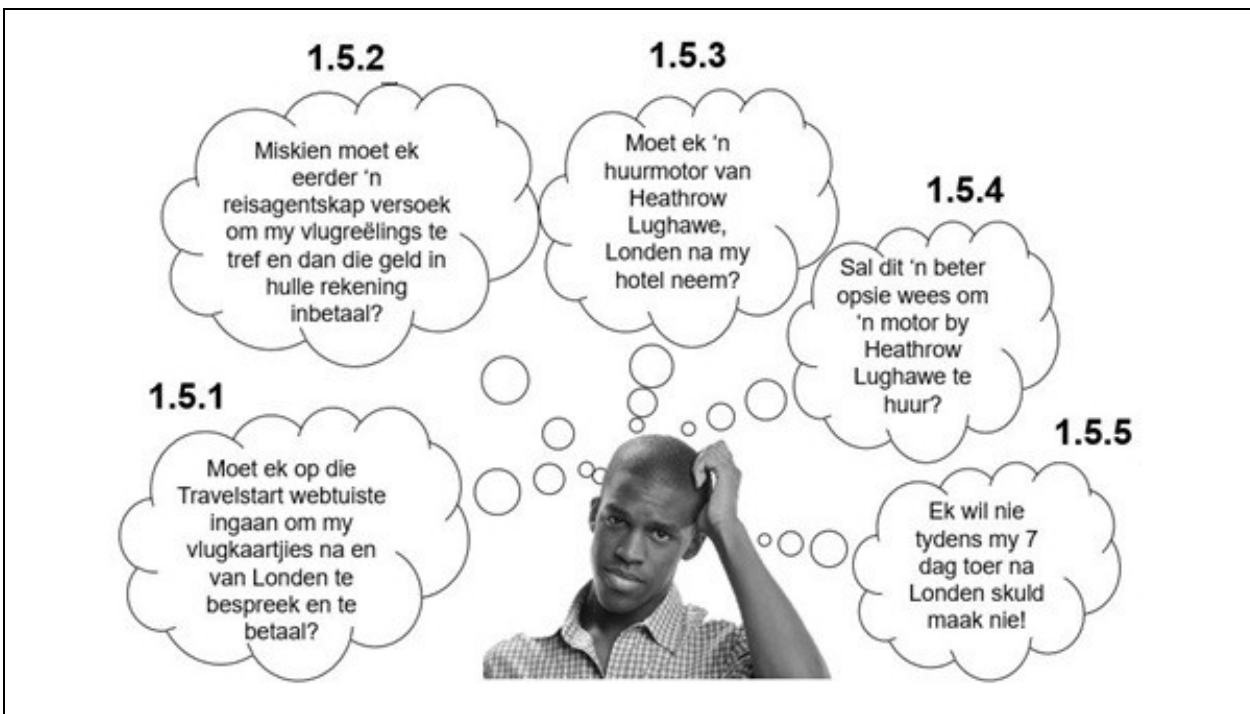 1.5.2
Miskien moet ek
eerder ‘n
reisagentskap versoek
om my vlugreëlings te
tref en dan die geld in
hulle rekening
inbetaal?
1.5.3
Moet ek ‘n
huurmotor van
Heathrow
Lughawe,
Londen na my
hotel neem?
1.5.4
Sal dit ‘n beter
opsie wees om
‘n motor by
Heathrow
Lughawe te
huur?
1.5.1
Moet ek op die
Travelstart webtuiste
ingaan om my
vlugkaartjies na en
van Londen te
bespreek en te
betaal?
1.5.5
Ek wil nie
tydens my 7
dag toer na
Londen skuld
maak nie!